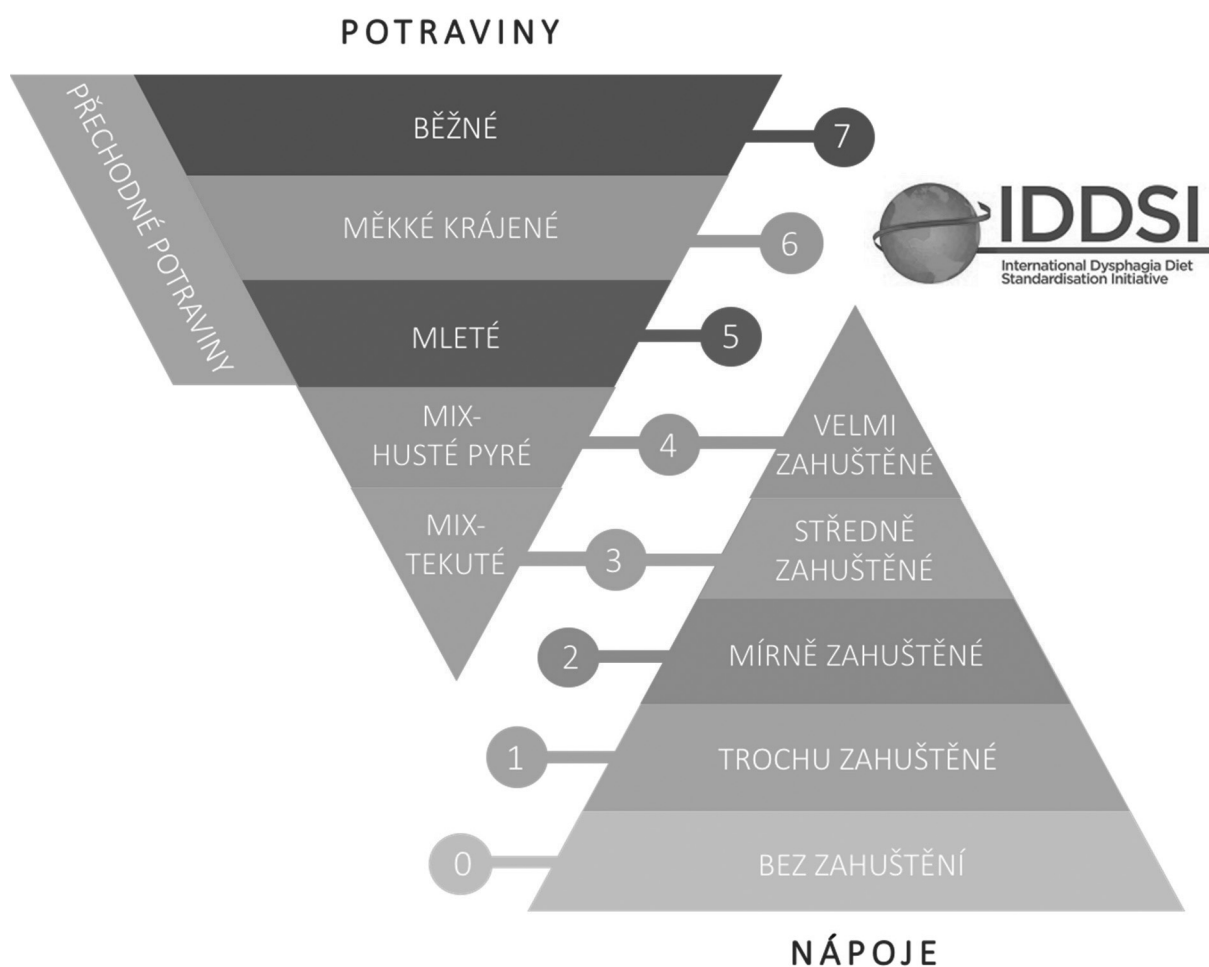 POTRAVINY
PŘECHODNÉ POTRAVINY
BĚŽNÉ
7
MĚKKÉ KRÁJENÉ
6
IDDSI
International Dysphagia Diet
Standardisation Initiative
MLETÉ
5
MIX-
HUSTÉ PYRÉ
4
VELMI
ZAHUŠTĚNÉ
MIX-
TEKUTÉ
3
STŘEDNĚ
ZAHUŠTĚNÉ
2
MÍRNĚ ZAHUŠTĚNÉ
1
TROCHU ZAHUŠTĚNÉ
0
BEZ ZAHUŠTĚNÍ
NÁPOJE